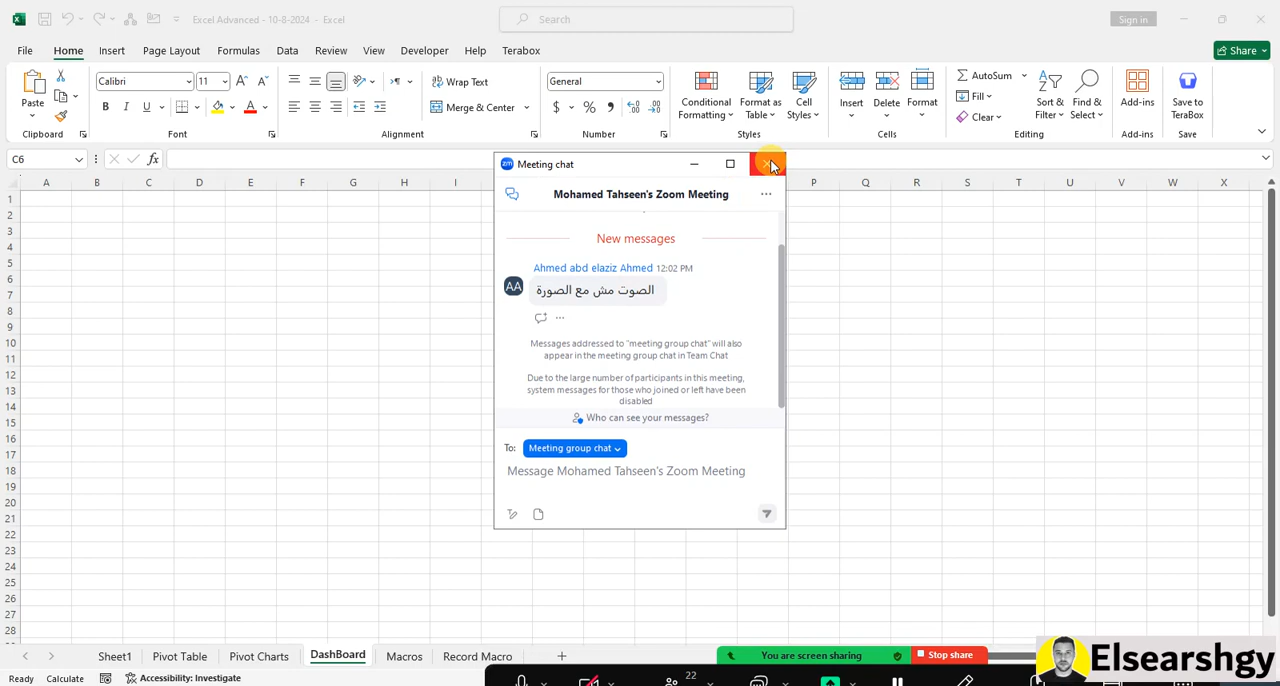 Excel Advanced - 10-8-2024 - Excel
Search
Sign in
File Home Insert Page Layout Formulas Data Review View Developer Help Terabox
Share
Paste
Calibri 11
B I U
Wrap Text
Merge & Center
General
$ % ,
Conditional Formatting
Format as Table
Cell Styles
Insert
Delete
Format
AutoSum
Fill
Clear
Sort & Filter
Find & Select
Add-ins
Save to TeraBox
Clipboard Font Alignment Number Styles Cells Editing Add-ins Save
C6
fx
zm Meeting chat
Mohamed Tahseen's Zoom Meeting
New messages
Ahmed abd elaziz Ahmed 12:02 PM
AA
الصوت مش مع الصورة
Messages addressed to "meeting group chat" will also
appear in the meeting group chat in Team Chat
Due to the large number of participants in this meeting,
system messages for those who joined or left have been
disabled
Who can see your messages?
To: Meeting group chat
Message Mohamed Tahseen's Zoom Meeting
A B C D E F G H I P Q R S T U V W X
1
2
3
4
5
6
7
8
9
10
11
12
13
14
15
16
17
18
19
20
21
22
23
24
25
26
27
28
Sheet1 Pivot Table Pivot Charts DashBoard Macros Record Macro
You are screen sharing
Stop share
Ready Calculate Accessibility: Investigate
22
Elsearshgy